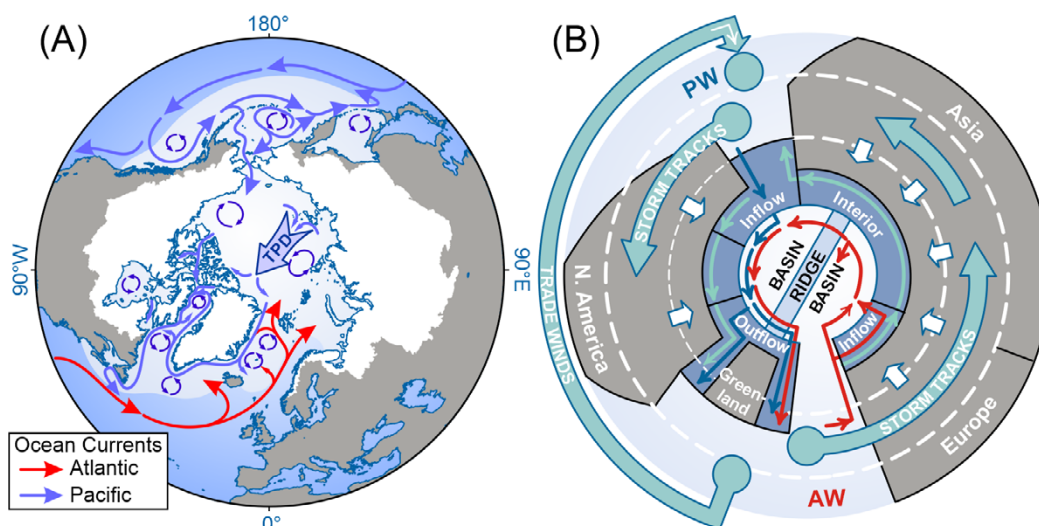 (A)
180°
90°W
TPD
90°E
0°
Ocean Currents
Atlantic
Pacific
(B)
PW
Asia
STORM TRACKS
Inflow
Interior
TRADE WINDS
N. America
BASIN
RIDGE
BASIN
Outflow
Inflow
Green
land
STORM TRACKS
Europe
AW